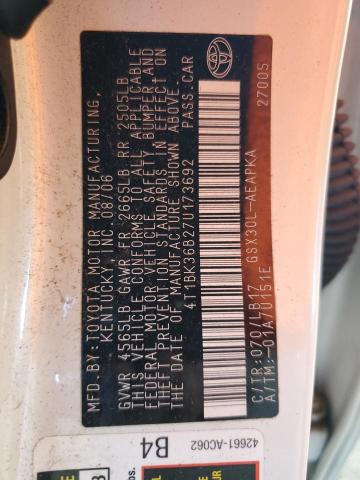 MFD.BY:TOYOTA MOTOR MANUFACTURING,
KENTUCKY, INC. 08/06
GVWR 4565LB GAWR FR 2665LB RR 2505LB
THIS VEHICLE CONFORMS TO ALL APPLICABLE
FEDERAL MOTOR VEHICLE SAFETY, BUMPER AND
THEFT PREVENTION STANDARDS IN EFFECT ON
THE DATE OF MANUFACTURE SHOWN ABOVE.
4T1BK36B27U173692 PASS.CAR
C/TR:070/LB17 GSX30L-AEAPKA
A/TM:-01A/U151E 27005
42661-AC062
B4